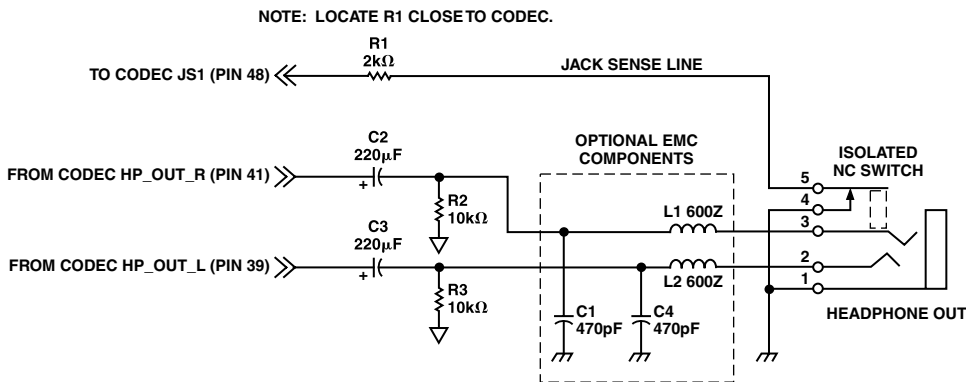 NOTE: LOCATE R1 CLOSE TO CODEC.
R1
2kΩ
TO CODEC JS1 (PIN 48)
JACK SENSE LINE
C2
220μF
+
FROM CODEC HP_OUT_R (PIN 41)
R2
10kΩ
C3
220μF
+
FROM CODEC HP_OUT_L (PIN 39)
R3
10kΩ
OPTIONAL EMC
COMPONENTS
L1 600Z
L2 600Z
C1
470pF
C4
470pF
ISOLATED
NC SWITCH
5
4
3
2
1
HEADPHONE OUT